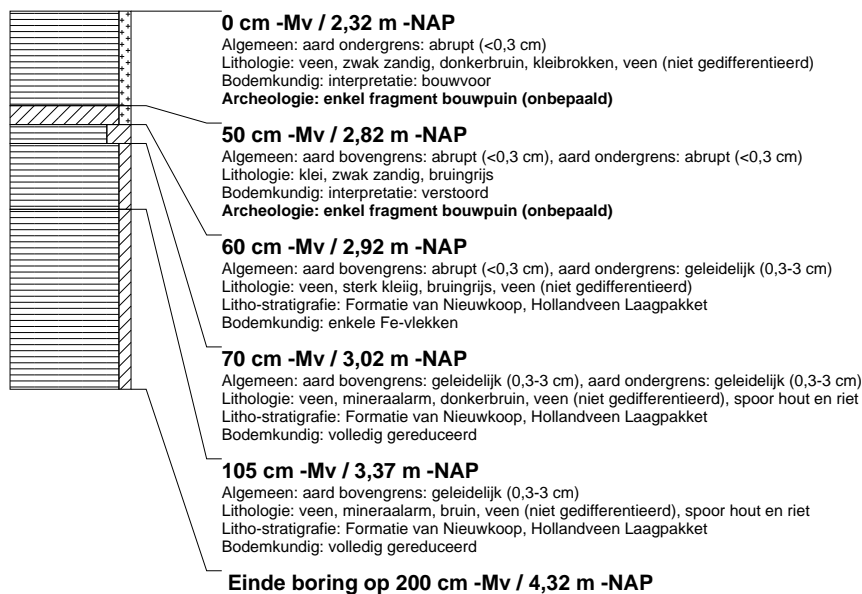 0 cm -Mv / 2,32 m -NAP
Algemeen: aard ondergrens: abrupt (<0,3 cm)
Lithologie: veen, zwak zandig, donkerbruin, kleibrokken, veen (niet gedifferentieerd)
Bodemkundig: interpretatie: bouwvoor
Archeologie: enkel fragment bouwpuin (onbepaald)
50 cm -Mv / 2,82 m -NAP
Algemeen: aard bovengrens: abrupt (<0,3 cm), aard ondergrens: abrupt (<0,3 cm)
Lithologie: klei, zwak zandig, bruingrijs
Bodemkundig: interpretatie: verstoord
Archeologie: enkel fragment bouwpuin (onbepaald)
60 cm -Mv / 2,92 m -NAP
Algemeen: aard bovengrens: abrupt (<0,3 cm), aard ondergrens: geleidelijk (0,3-3 cm)
Lithologie: veen, sterk kleiig, bruingrijs, veen (niet gedifferentieerd)
Litho-stratigrafie: Formatie van Nieuwkoop, Hollandveen Laagpakket
Bodemkundig: enkele Fe-vlekken
70 cm -Mv / 3,02 m -NAP
Algemeen: aard bovengrens: geleidelijk (0,3-3 cm), aard ondergrens: geleidelijk (0,3-3 cm)
Lithologie: veen, mineraalarm, donkerbruin, veen (niet gedifferentieerd), spoor hout en riet
Litho-stratigrafie: Formatie van Nieuwkoop, Hollandveen Laagpakket
Bodemkundig: volledig gereduceerd
105 cm -Mv / 3,37 m -NAP
Algemeen: aard bovengrens: geleidelijk (0,3-3 cm)
Lithologie: veen, mineraalarm, bruin, veen (niet gedifferentieerd), spoor hout en riet
Litho-stratigrafie: Formatie van Nieuwkoop, Hollandveen Laagpakket
Bodemkundig: volledig gereduceerd
Einde boring op 200 cm -Mv / 4,32 m -NAP